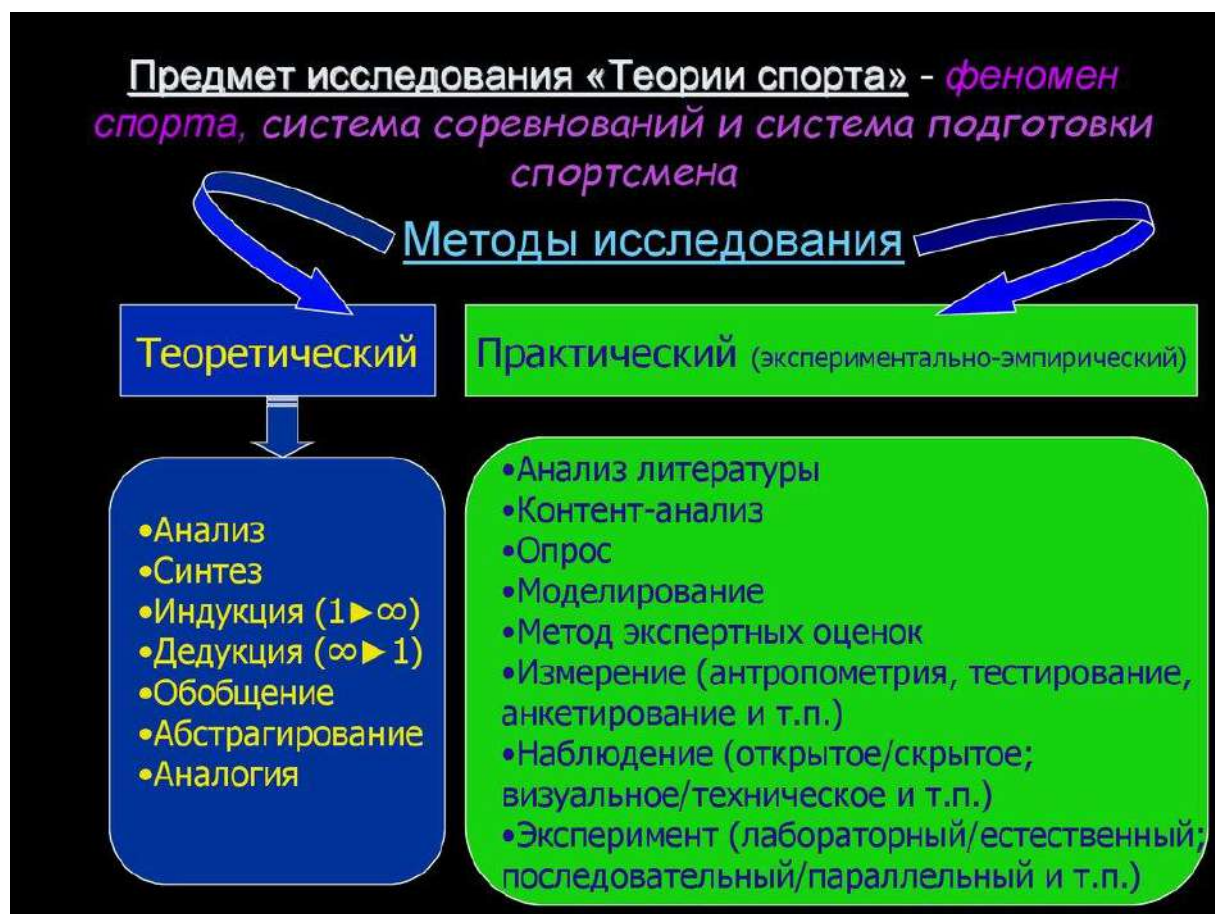 Предмет исследования «Теории спорта» - феномен
спорта, система соревнований и система подготовки
спортсмена
Методы исследования
Теоретический
Практический (экспериментально-эмпирический)
•Анализ
•Синтез
•Индукция (1►∞)
•Дедукция (∞►1)
•Обобщение
•Абстрагирование
•Аналогия
•Анализ литературы
•Контент-анализ
•Опрос
•Моделирование
•Метод экспертных оценок
•Измерение (антропометрия, тестирование,
анкетирование и т.п.)
•Наблюдение (открытое/скрытое;
визуальное/техническое и т.п.)
•Эксперимент (лабораторный/естественный;
последовательный/параллельный и т.п.)